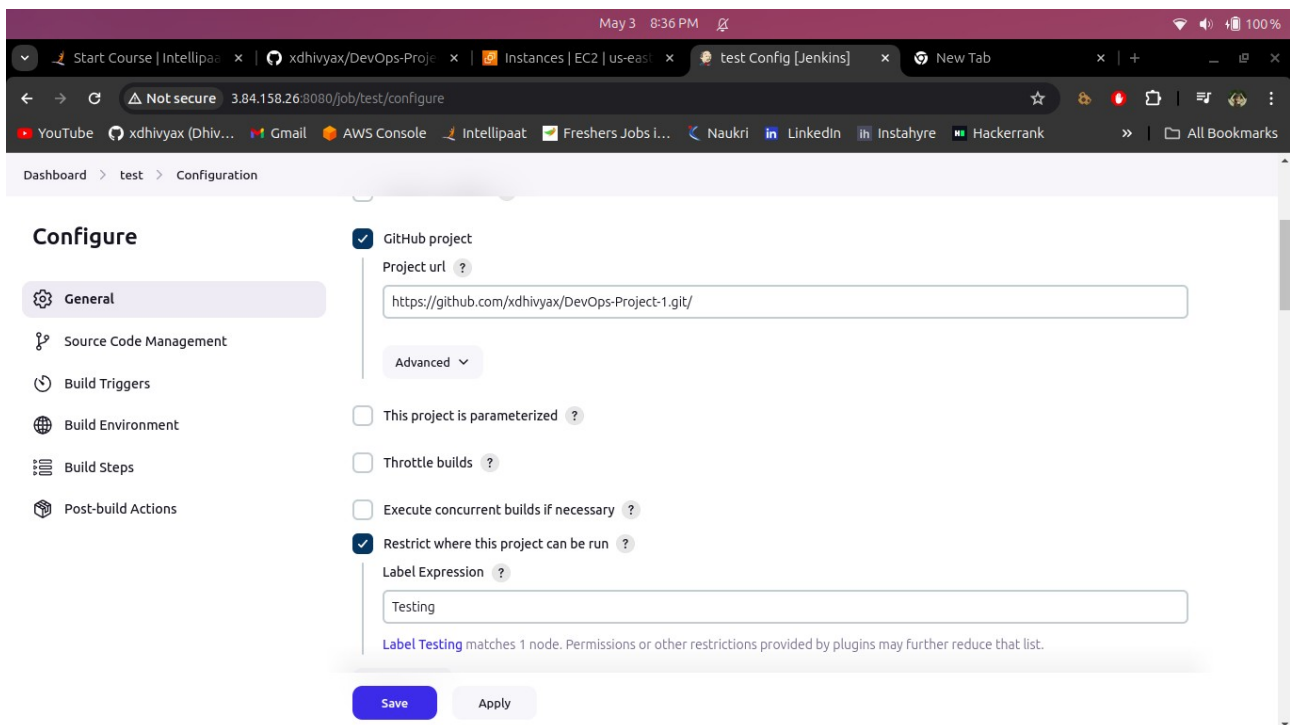 May 3 8:36 PM
100 %
Start Course | Intellipaa
xdhivyax/DevOps-Proje
Instances | EC2 | us-east
test Config [Jenkins]
New Tab
Not secure 3.84.158.26:8080/job/test/configure
YouTube xdhivyax (Dhiv... Gmail AWS Console Intellipaat Freshers Jobs i... Naukri in LinkedIn ih Instahyre Hackerrank » All Bookmarks
Dashboard > test > Configuration
Configure
General
Source Code Management
Build Triggers
Build Environment
Build Steps
Post-build Actions
GitHub project
Project url ?
https://github.com/xdhivyax/DevOps-Project-1.git/
Advanced
This project is parameterized ?
Throttle builds ?
Execute concurrent builds if necessary ?
Restrict where this project can be run ?
Label Expression ?
Testing
Label Testing matches 1 node. Permissions or other restrictions provided by plugins may further reduce that list.
Save Apply